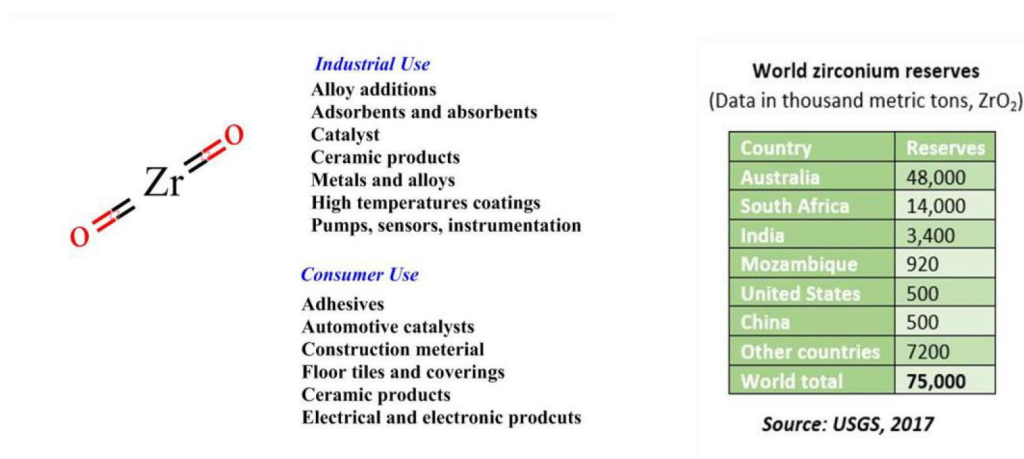 O
Zr
O
Industrial Use
Alloy additions
Adsorbents and absorbents
Catalyst
Ceramic products
Metals and alloys
High temperatures coatings
Pumps, sensors, instrumentation
Consumer Use
Adhesives
Automotive catalysts
Construction meterial
Floor tiles and coverings
Ceramic products
Electrical and electronic prodcuts
World zirconium reserves
(Data in thousand metric tons, ZrO₂)
Country Reserves
Australia 48,000
South Africa 14,000
India 3,400
Mozambique 920
United States 500
China 500
Other countries 7200
World total 75,000
Source: USGS, 2017